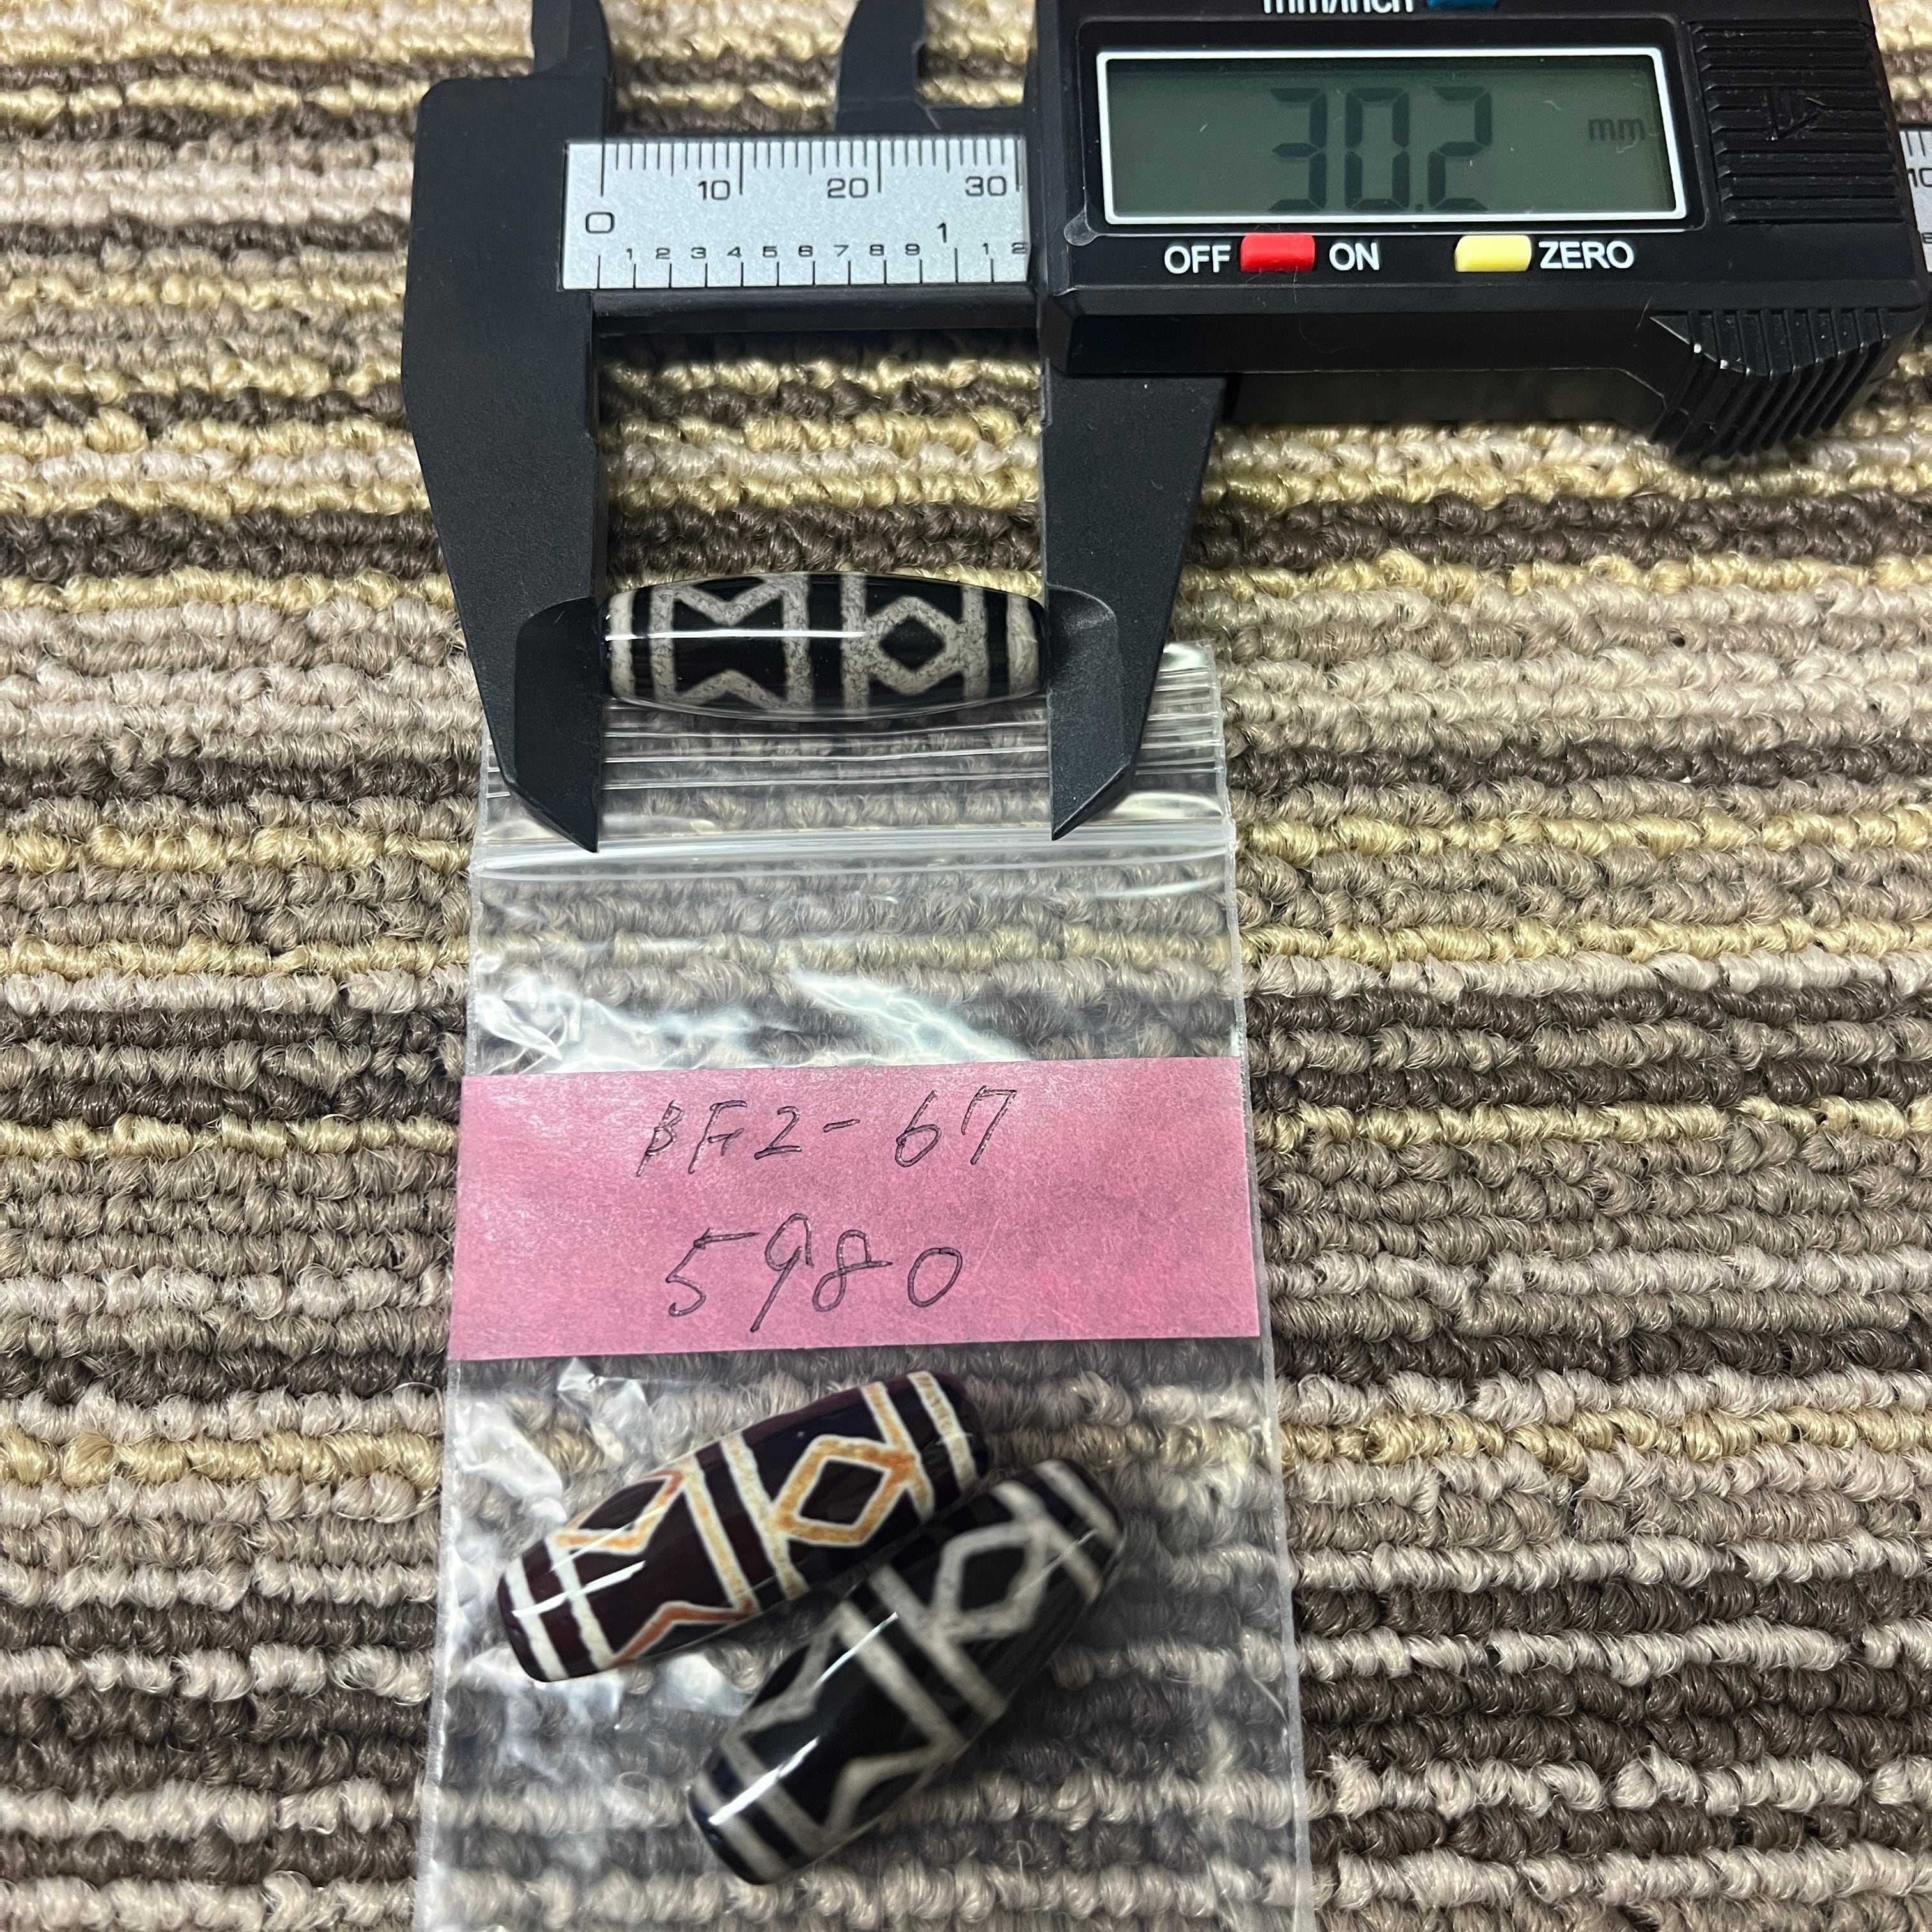 mm/inch
30.2 mm
10 20 30
0
1
1 2 3 4 5 6 7 8 9 1 2
OFF ON ZERO
BF2-67
5980